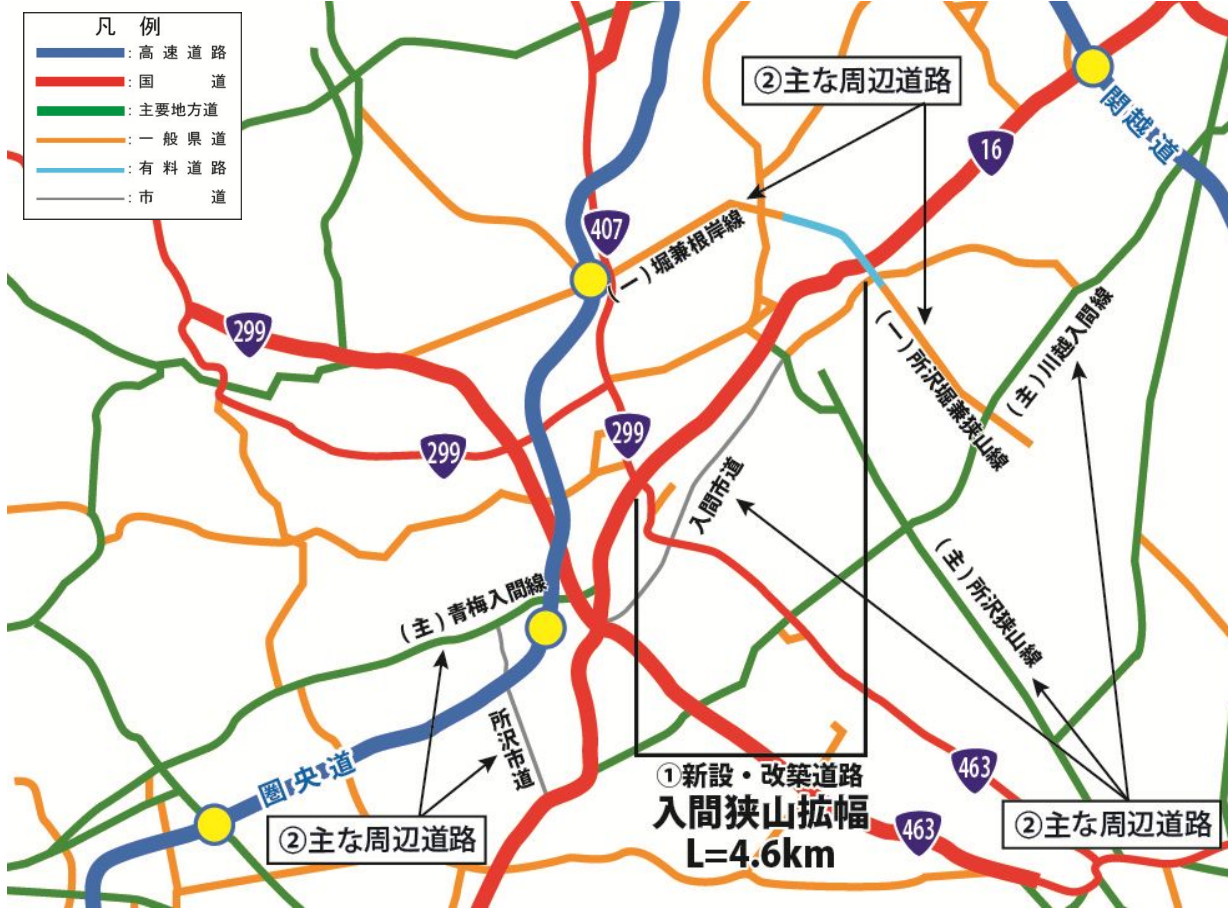 凡 例
：高速道路
：国 道
：主要地方道
：一般県道
：有料道路
：市 道
②主な周辺道路
関越道
16
407
(一)堀兼根岸線
299
(一)所沢堀兼狭山線
(主)川越入間線
299
299
入間市道
(主)所沢狭山線
(主)青梅入間線
所沢市道
圏央道
①新設・改築道路
入間狭山拡幅
L=4.6km
463
463
②主な周辺道路
②主な周辺道路